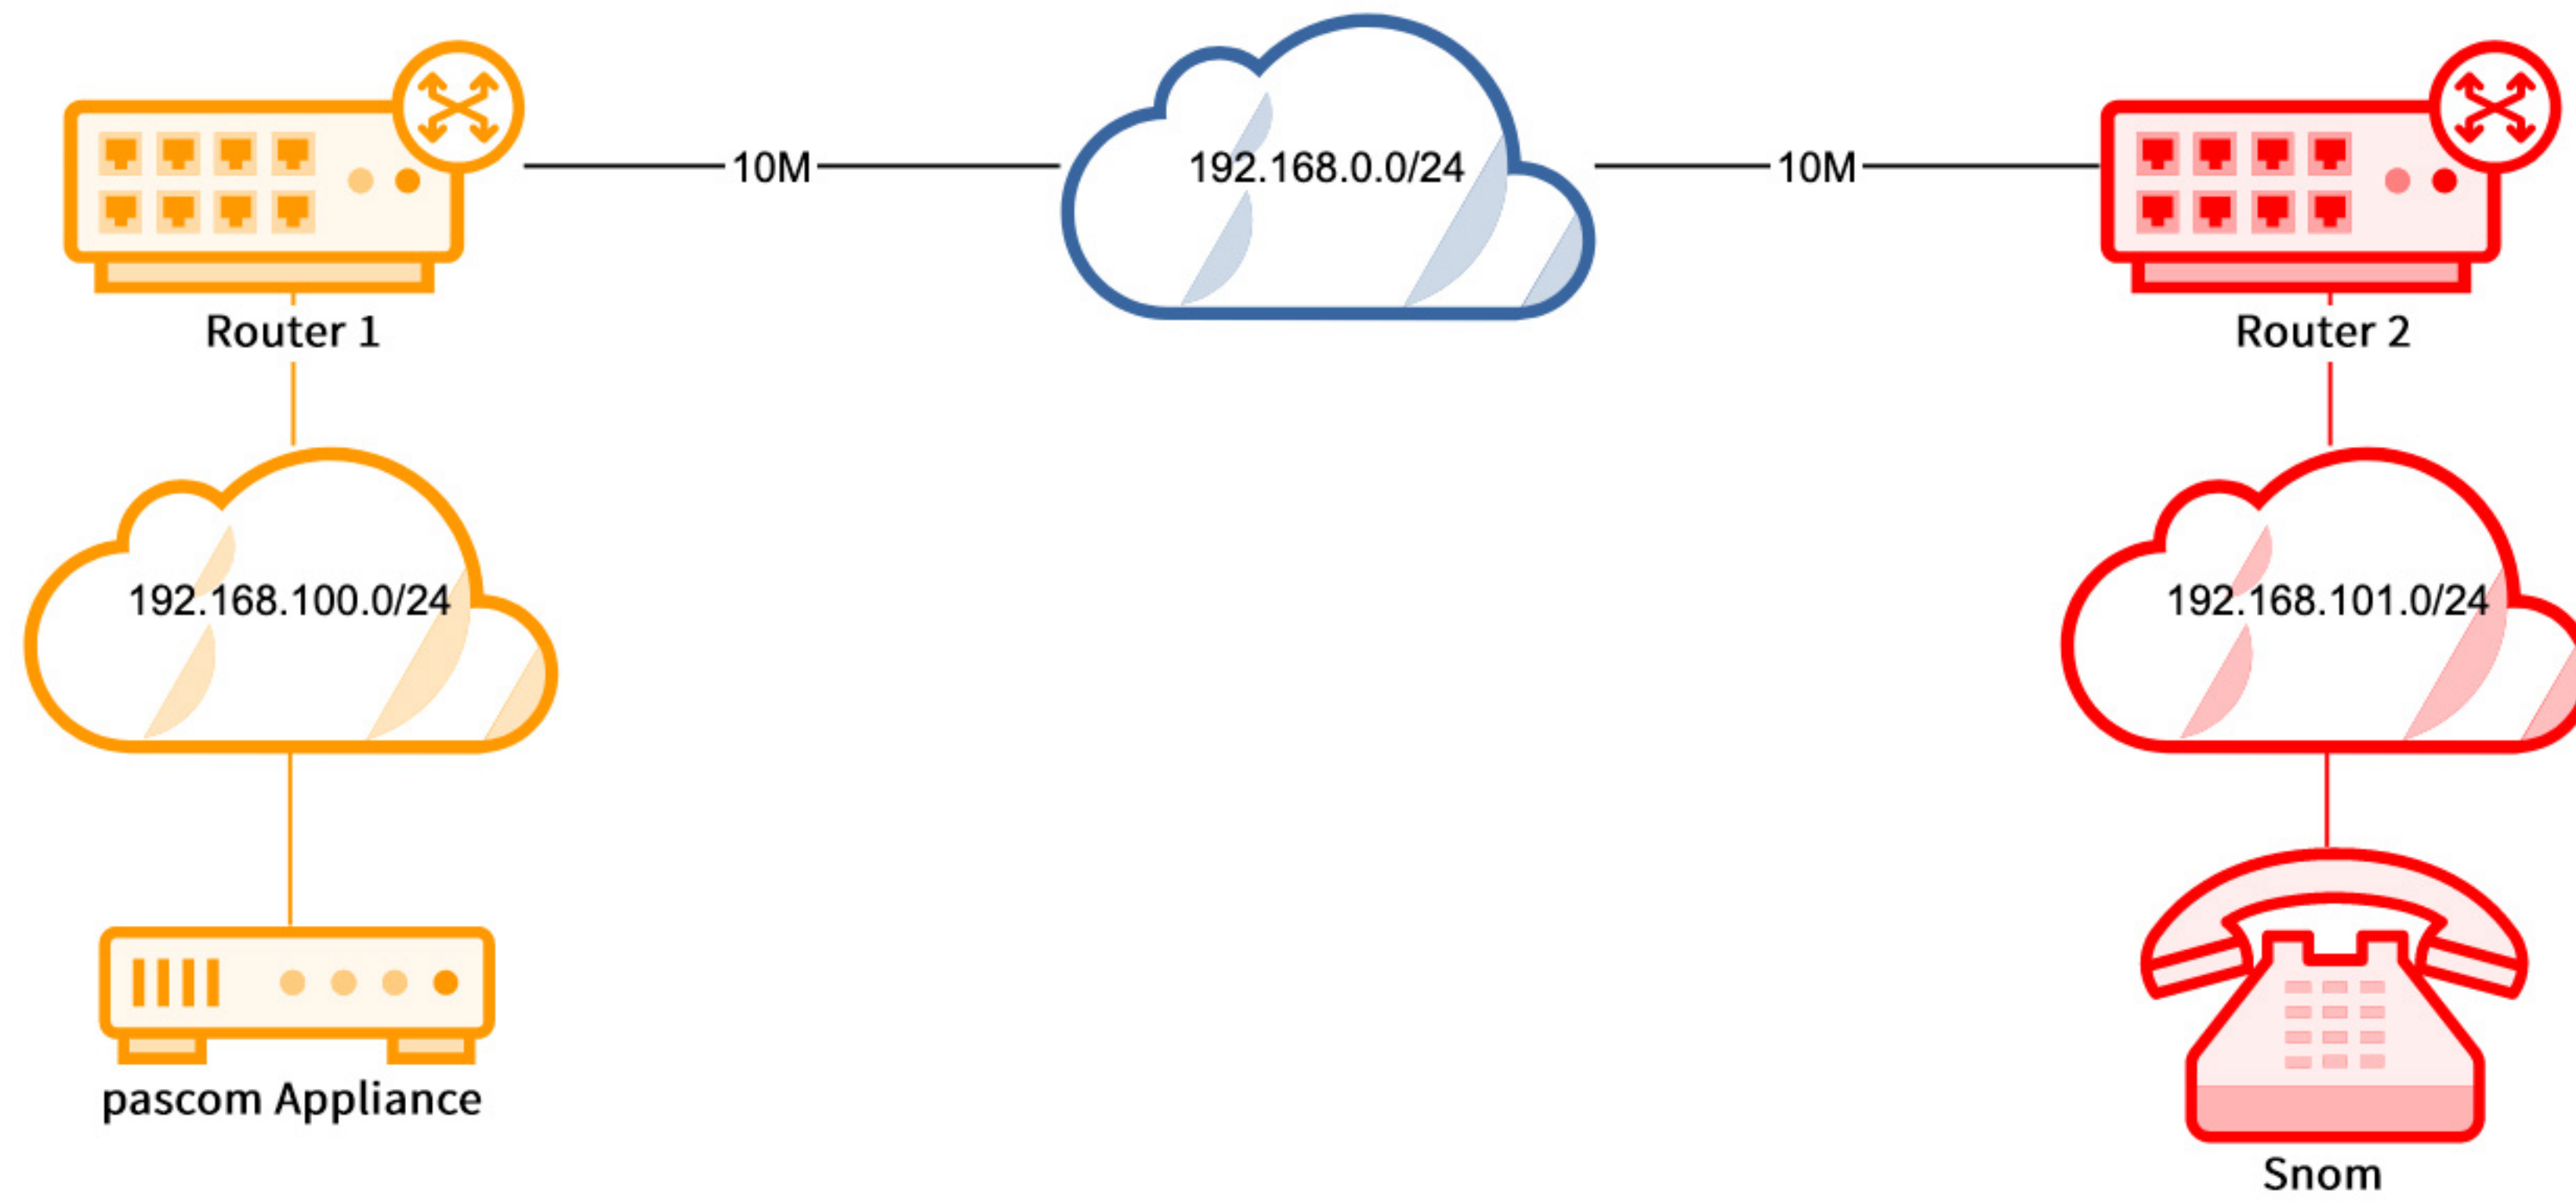 10M
192.168.0.0/24
10M
Router 1
Router 2
192.168.100.0/24
192.168.101.0/24
pascom Appliance
Snom